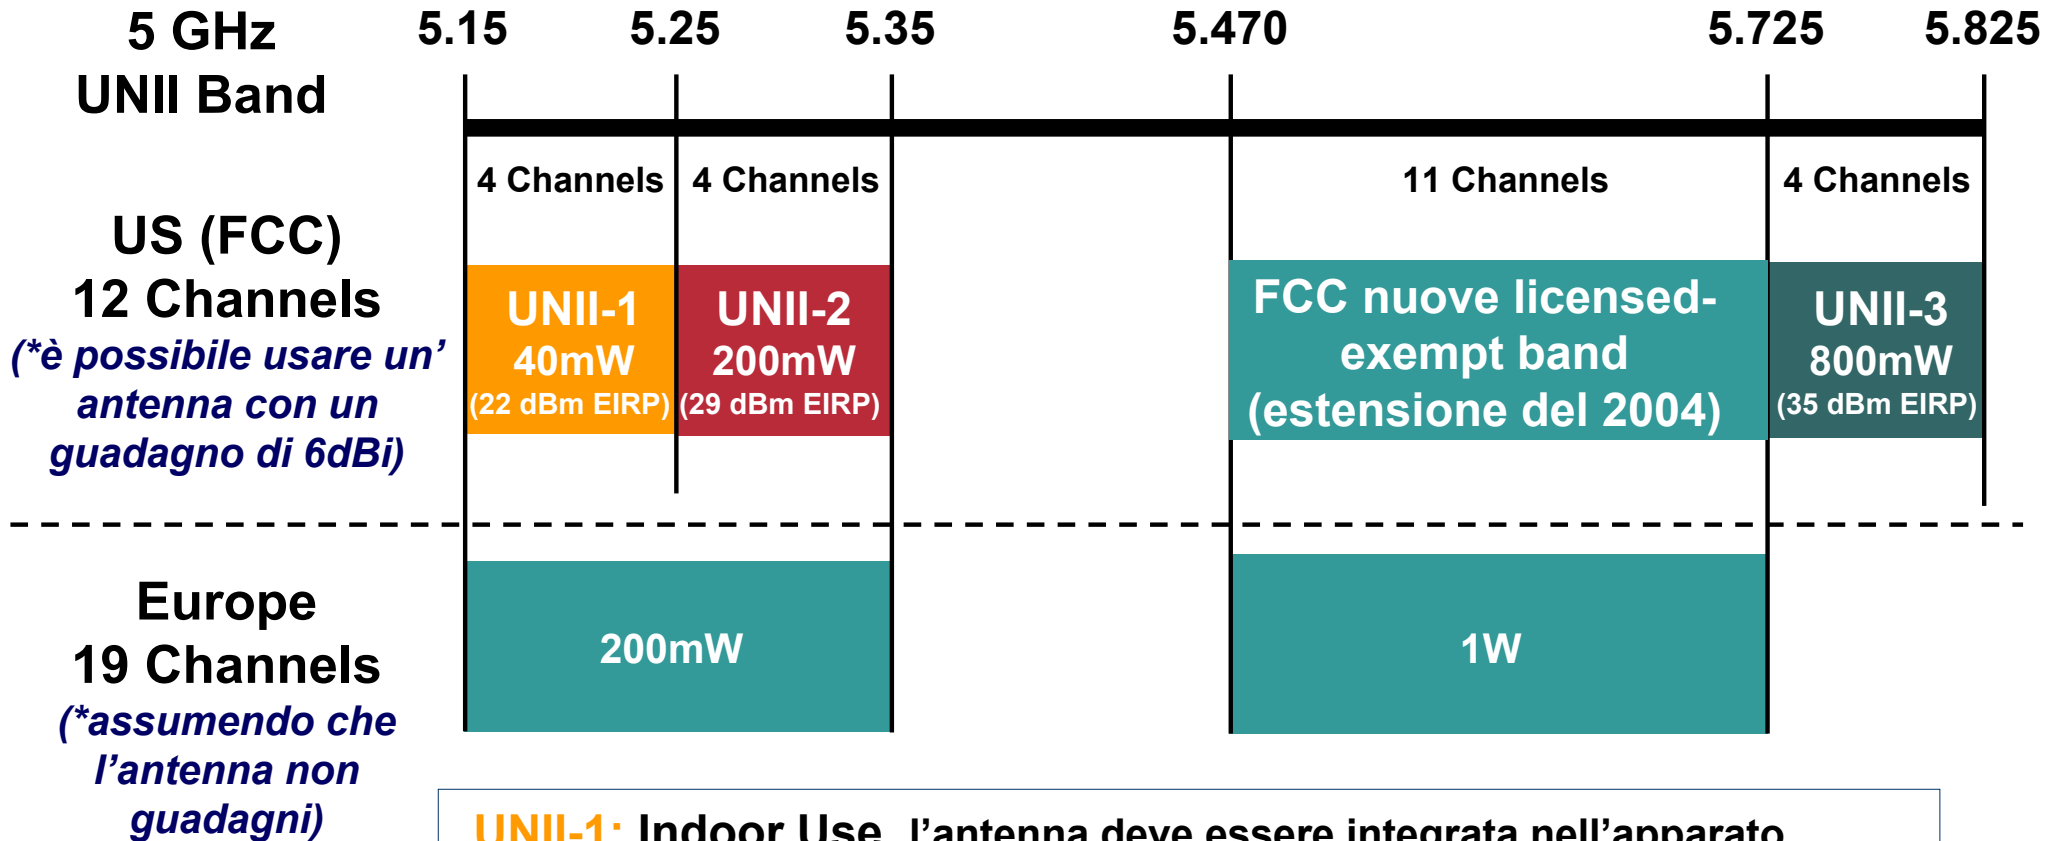 5 GHz
UNII Band
5.15 5.25 5.35 5.470 5.725 5.825
4 Channels 4 Channels 11 Channels 4 Channels
US (FCC)
12 Channels
(*è possibile usare un’
antenna con un
guadagno di 6dBi)
UNII-1
40mW
(22 dBm EIRP)
UNII-2
200mW
(29 dBm EIRP)
FCC nuove licensed-
exempt band
(estensione del 2004)
UNII-3
800mW
(35 dBm EIRP)
Europe
19 Channels
(*assumendo che
l’antenna non
guadagni)
200mW
1W
UNII-1: Indoor Use l’antenna deve essere integrata nell’apparato